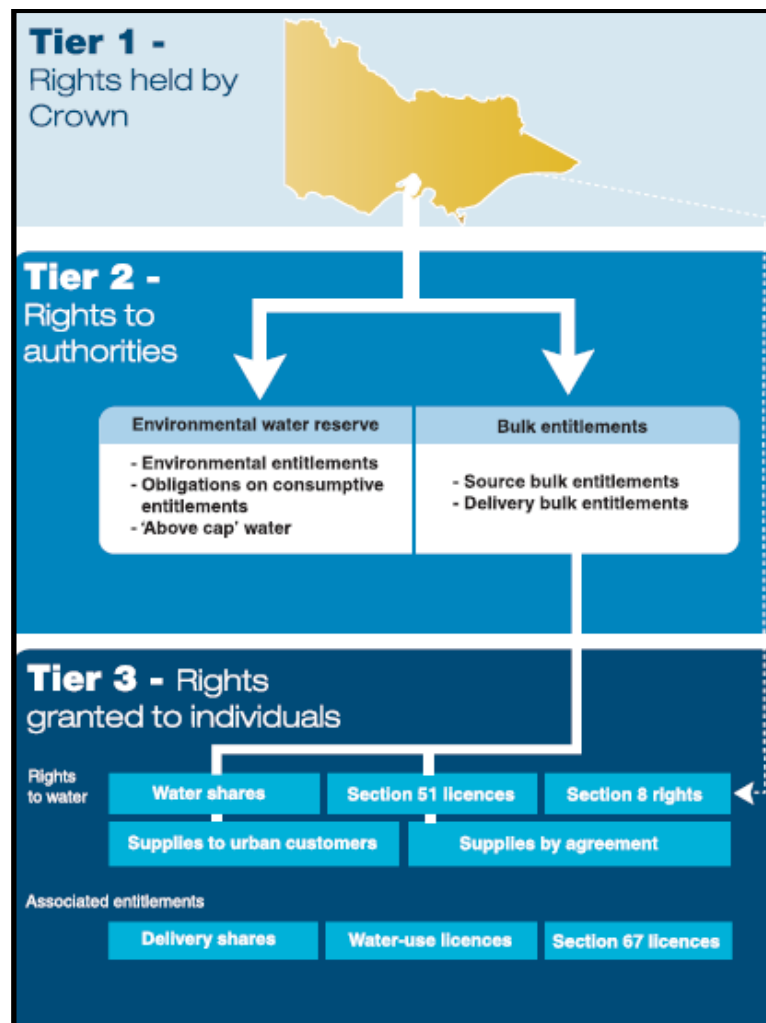 Tier 1 -
Rights held by
Crown
Tier 2 -
Rights to
authorities
Environmental water reserve
- Environmental entitlements
- Obligations on consumptive
entitlements
- ‘Above cap’ water
Bulk entitlements
- Source bulk entitlements
- Delivery bulk entitlements
Tier 3 - Rights
granted to individuals
Rights
to water
Water shares
Section 51 licences
Section 8 rights
Supplies to urban customers
Supplies by agreement
Associated entitlements
Delivery shares
Water-use licences
Section 67 licences